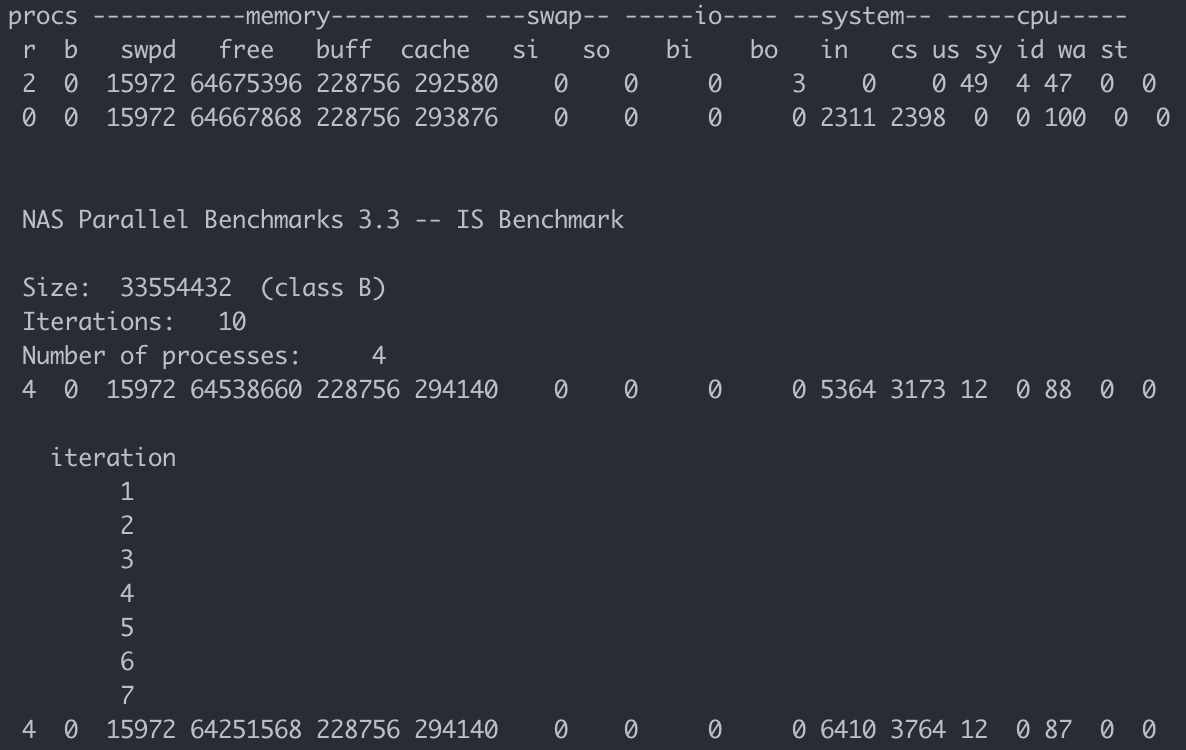 procs -----------memory---------- ---swap-- -----io---- --system-- -----cpu-----
 r  b   swpd   free   buff  cache   si   so    bi    bo   in   cs us sy id wa st
 2  0  15972 64675396 228756 292580    0    0     0     3    0    0 49  4 47  0  0
 0  0  15972 64667868 228756 293876    0    0     0     0 2311 2398  0  0 100  0  0
 NAS Parallel Benchmarks 3.3 -- IS Benchmark
 Size:  33554432  (class B)
 Iterations:   10
 Number of processes:     4
 4  0  15972 64538660 228756 294140    0    0     0     0 5364 3173 12  0 88  0  0
   iteration
        1
        2
        3
        4
        5
        6
        7
 4  0  15972 64251568 228756 294140    0    0     0     0 6410 3764 12  0 87  0  0